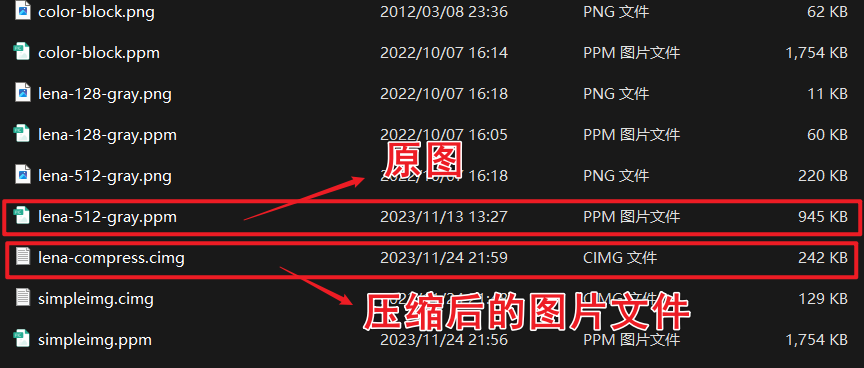 color-block.png 2012/03/08 23:36 PNG 文件 62 KB
color-block.ppm 2022/10/07 16:14 PPM 图片文件 1,754 KB
lena-128-gray.png 2022/10/07 16:18 PNG 文件 11 KB
lena-128-gray.ppm 2022/10/07 16:05 PPM 图片文件 60 KB
原图
lena-512-gray.png 2022/10/07 16:18 PNG 文件 220 KB
lena-512-gray.ppm 2023/11/13 13:27 PPM 图片文件 945 KB
lena-compress.cimg 2023/11/24 21:59 CIMG 文件 242 KB
simpleimg.cimg 129 KB
压缩后的图片文件
simpleimg.ppm 2023/11/24 21:56 PPM 图片文件 1,754 KB